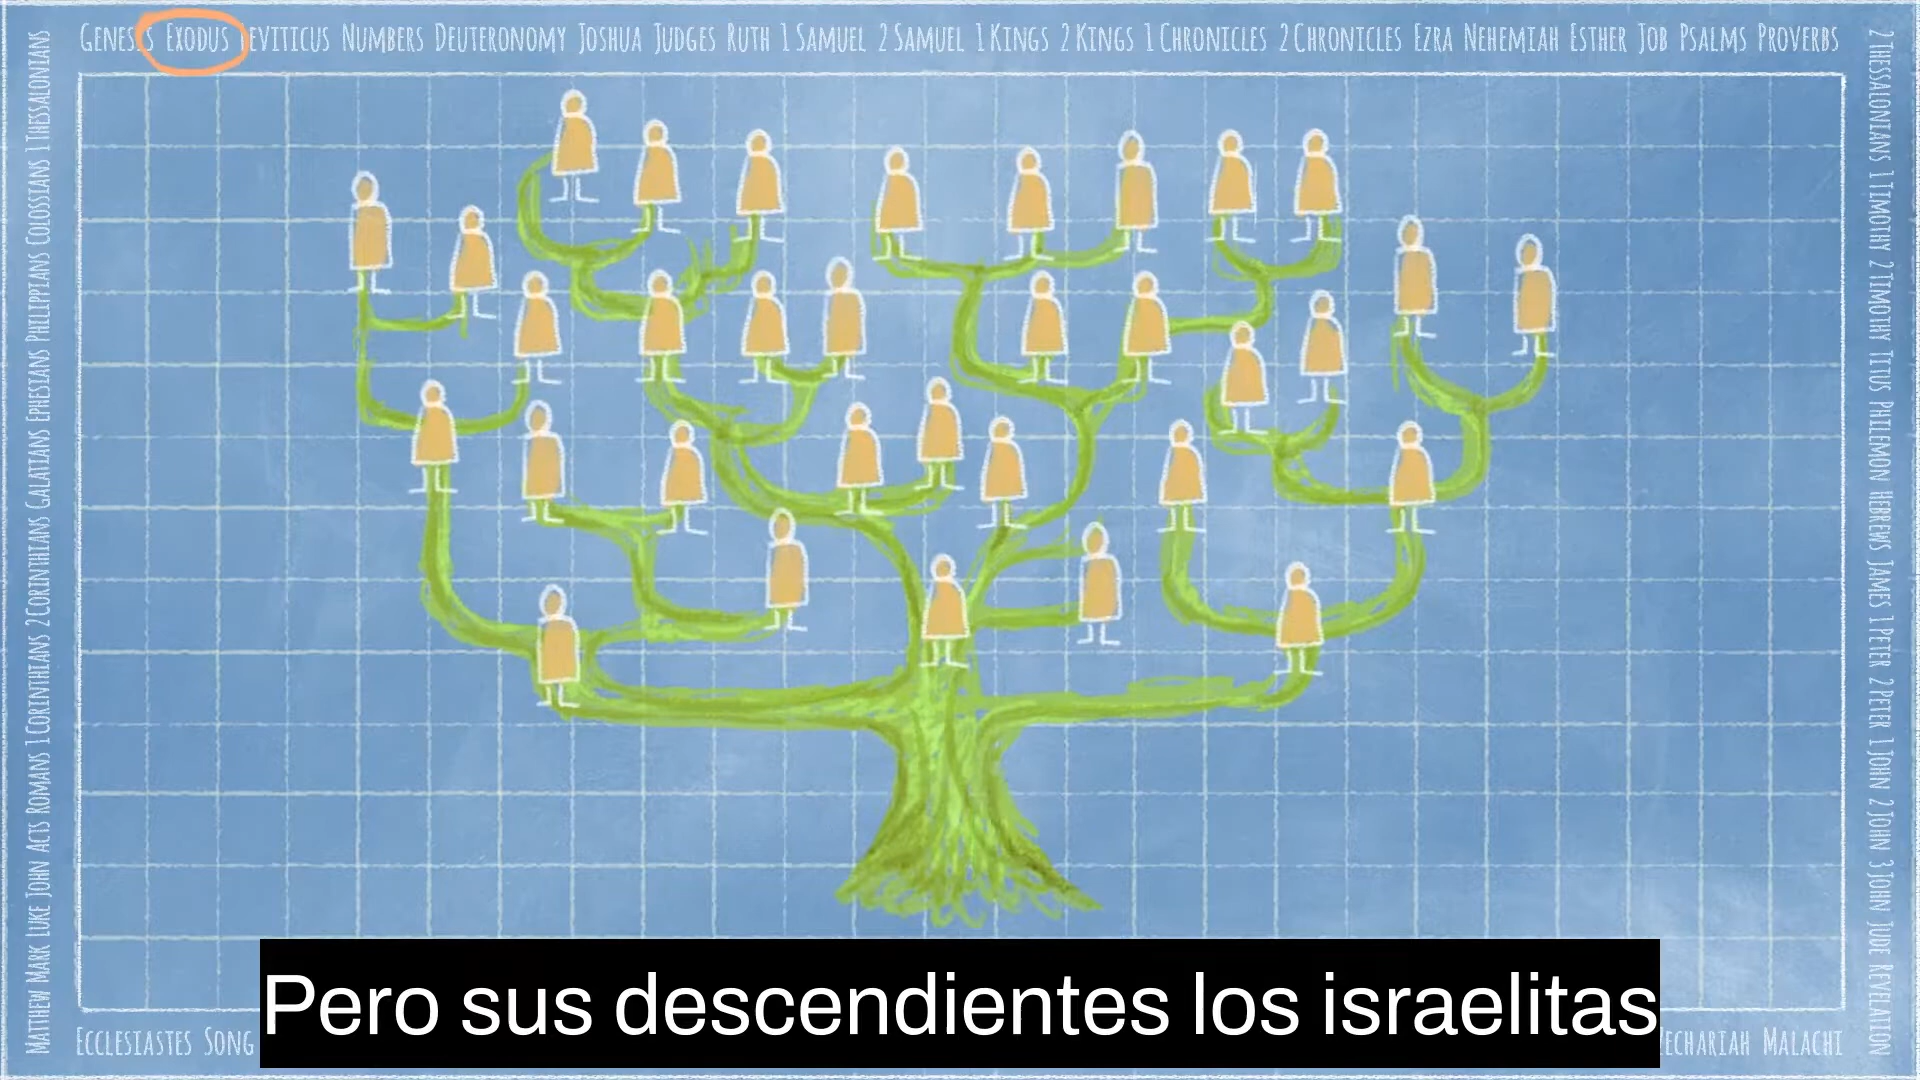 Genesis Exodus Leviticus Numbers Deuteronomy Joshua Judges Ruth 1 Samuel 2 Samuel 1 Kings 2 Kings 1 Chronicles 2 Chronicles Ezra Nehemiah Esther Job Psalms Proverbs
Matthew Mark Luke John Acts Romans 1 Corinthians 2 Corinthians Galatians Ephesians Philippians Colossians 1 Thessalonians
2 Thessalonians 1 Timothy 2 Timothy Titus Philemon Hebrews James 1 Peter 2 Peter 1 John 2 John 3 John Jude Revelation
Pero sus descendientes los israelitas
Ecclesiastes Song Zechariah Malachi